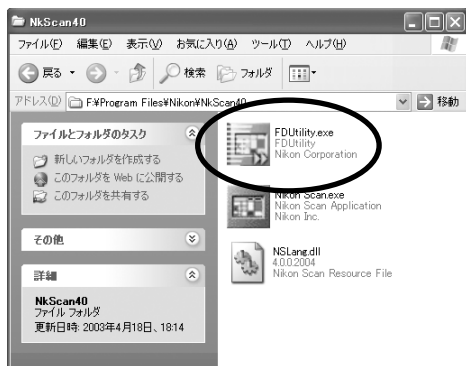 NkScan40
ファイル(F) 編集(E) 表示(V) お気に入り(A) ツール(T) ヘルプ(H)
戻る 検索 フォルダ
アドレス(D) F:¥Program Files¥Nikon¥NkScan40 移動
ファイルとフォルダのタスク
新しいフォルダを作成する
このフォルダを Web に公開する
このフォルダを共有する
その他
詳細
NkScan40
ファイル フォルダ
更新日時: 2003年4月18日、18:14
FDUtility.exe
FDUtility
Nikon Corporation
Nikon Scan.exe
Nikon Scan Application
Nikon Inc.
NSLang.dll
4.0.0.2004
Nikon Scan Resource File